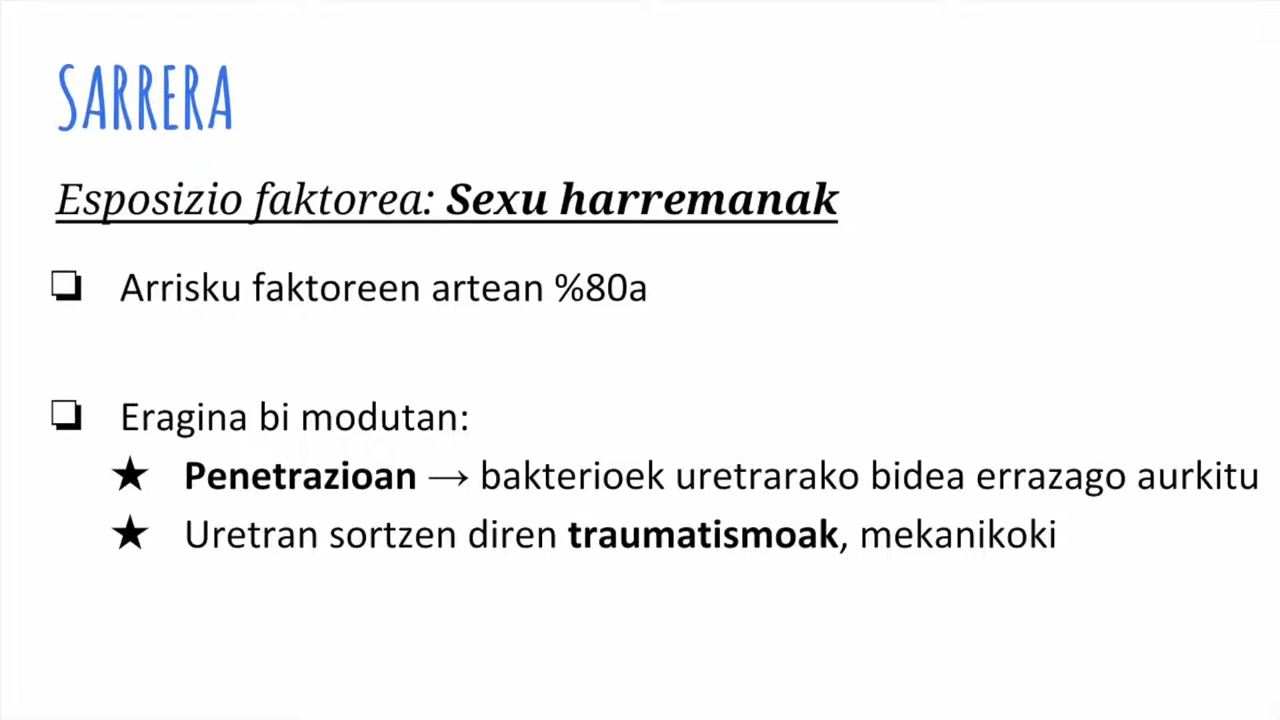 SARRERA
Esposizio faktorea: Sexu harremanak
❏ Arrisku faktoreen artean %80a
❏ Eragina bi modutan:
★ Penetrazioan → bakterioek uretrarako bidea errazago aurkitu
★ Uretran sortzen diren traumatismoak, mekanikoki